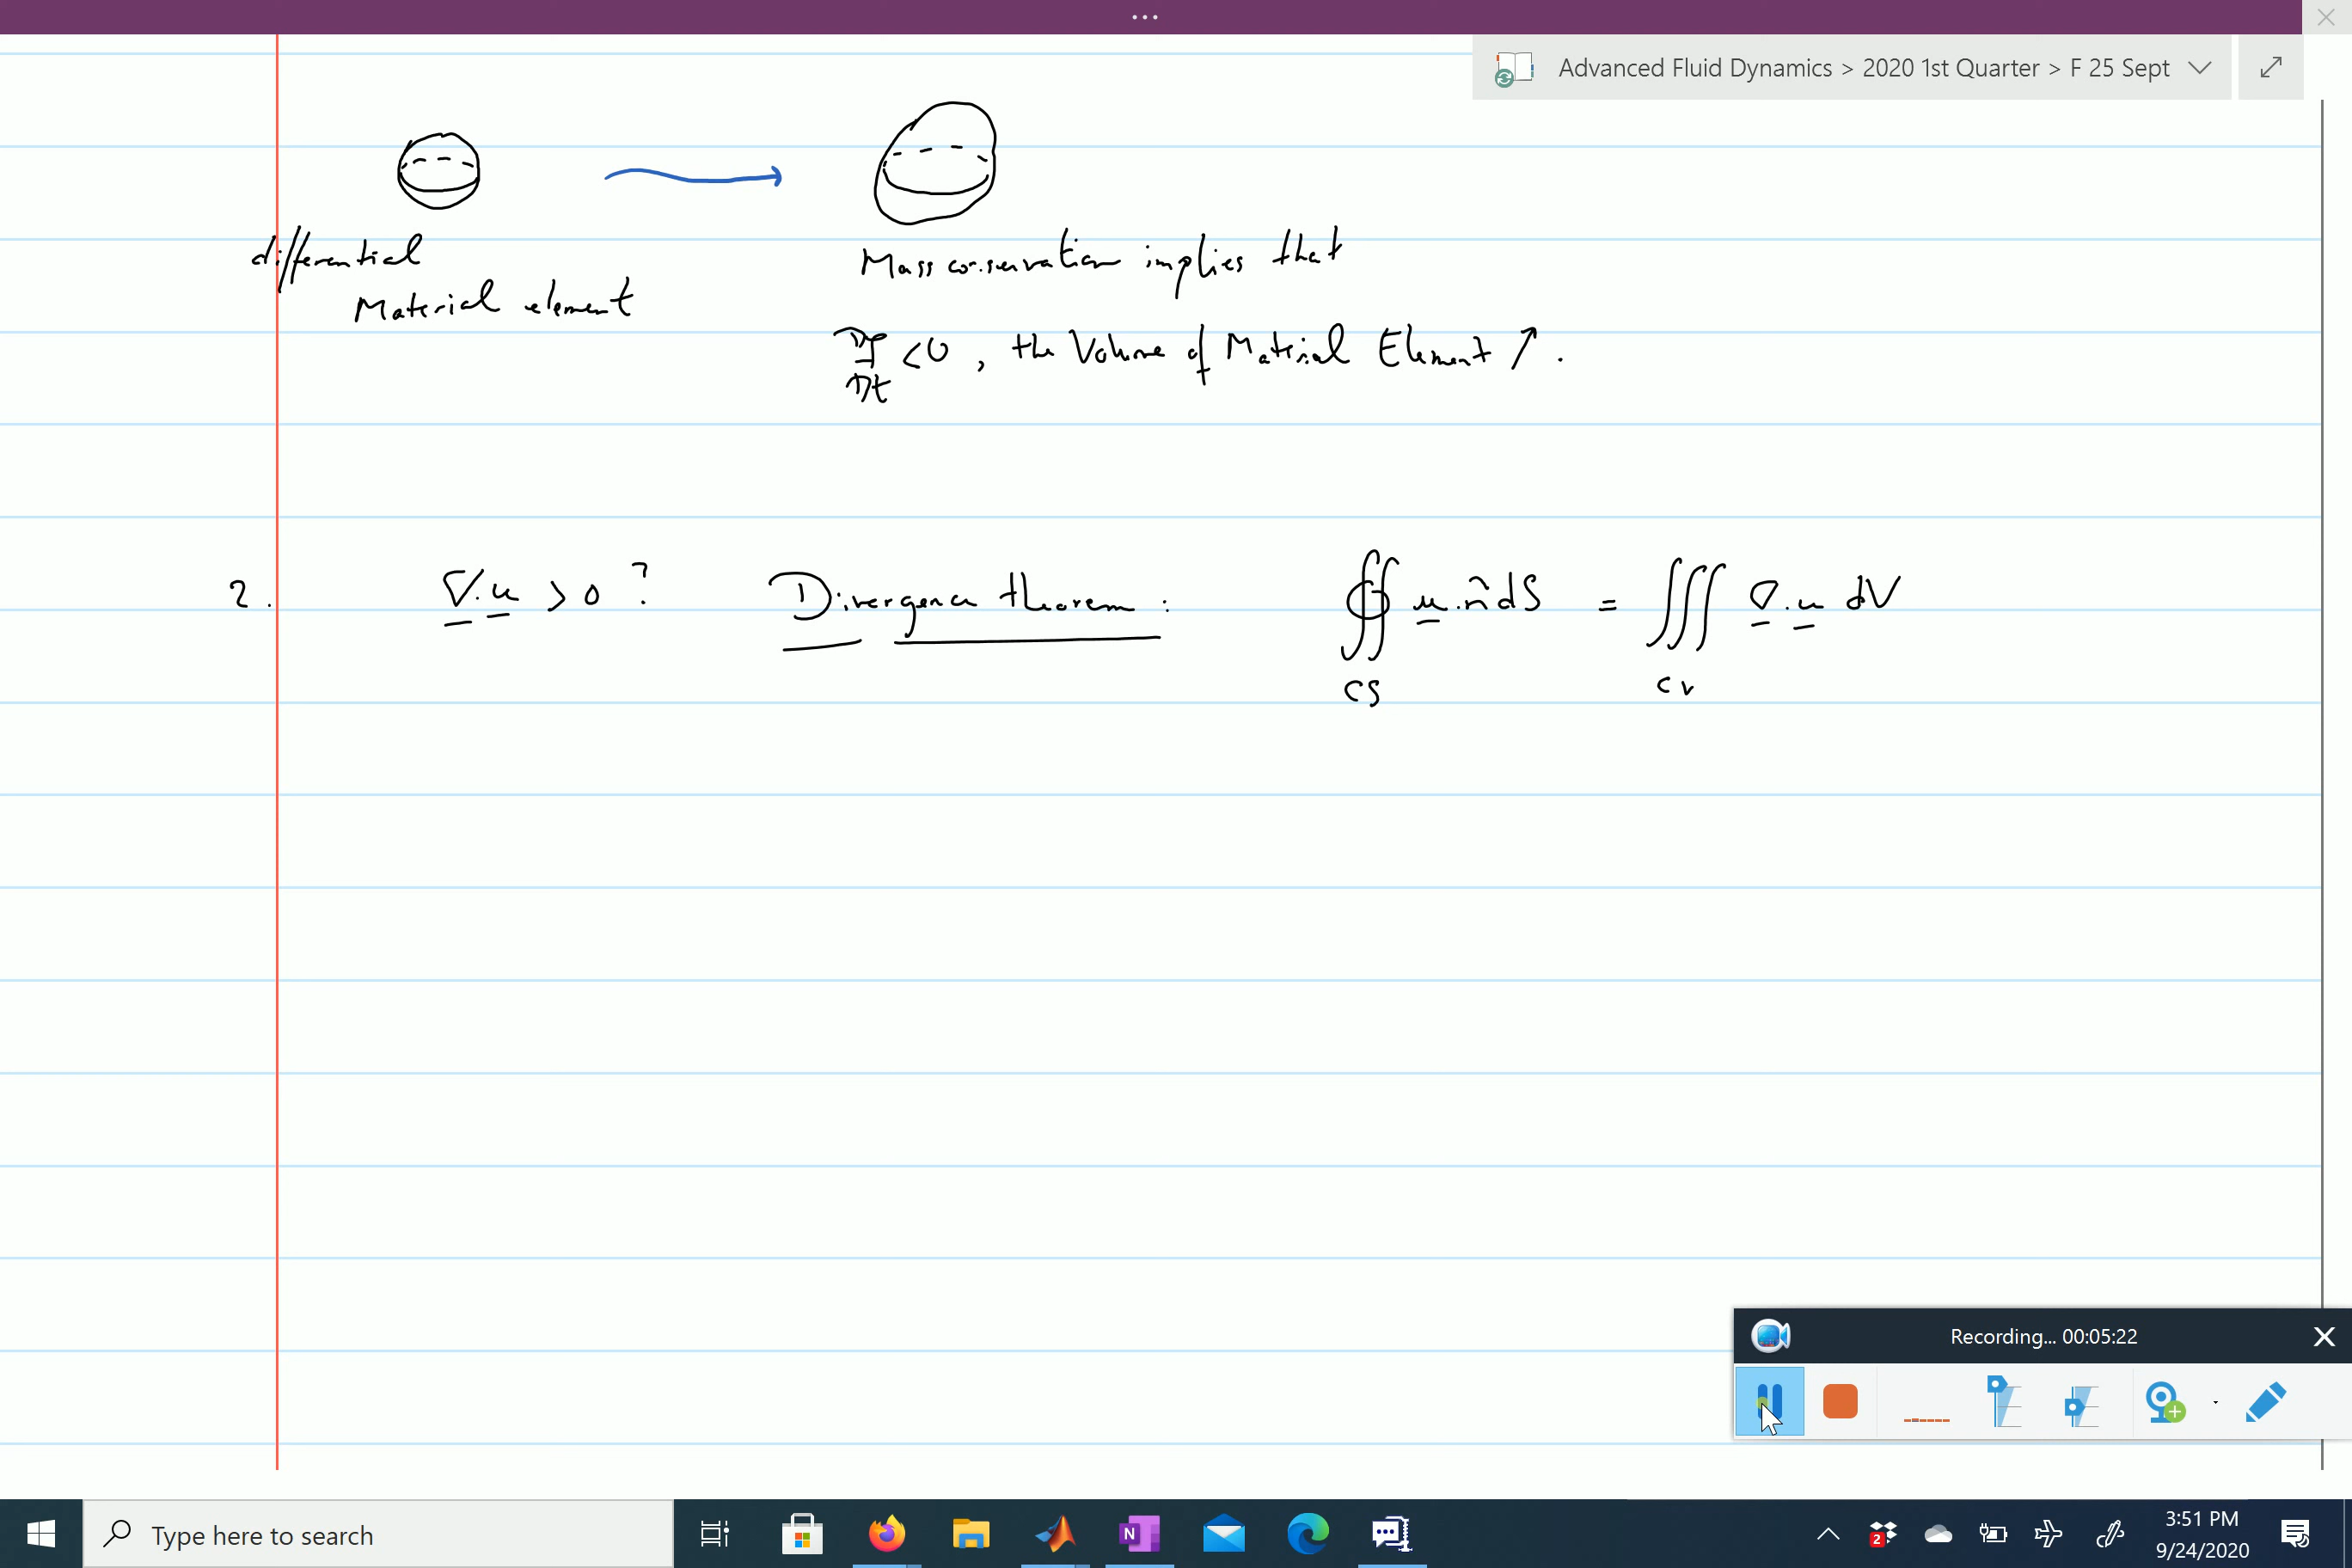 Advanced Fluid Dynamics > 2020 1st Quarter > F 25 Sept
differential
Material element
Mass conservation implies that
Dρ/Dt < 0 , the Volume of Material Element ↗ .
2. ∇·u > 0 ? Divergence theorem : ∯ u·n̂ dS = ∭ ∇·u dV
CS CV
Recording... 00:05:22
Type here to search
N
2
3:51 PM
9/24/2020